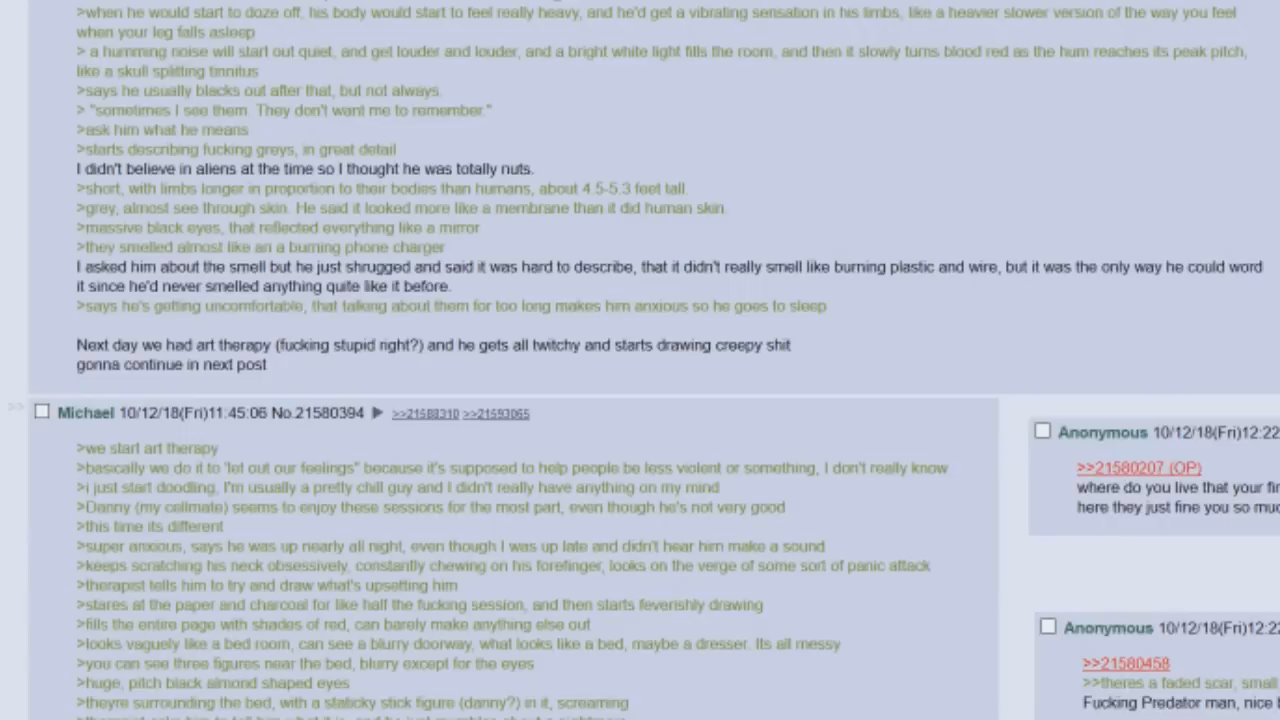 >when he would start to doze off, his body would start to feel really heavy, and he'd get a vibrating sensation in his limbs, like a heavier slower version of the way you feel
when your leg falls asleep
> a humming noise will start out quiet, and get louder and louder, and a bright white light fills the room, and then it slowly turns blood red as the hum reaches its peak pitch,
like a skull splitting tinnitus
>says he usually blacks out after that, but not always.
> "sometimes I see them. They don't want me to remember."
>ask him what he means
>starts describing fucking greys, in great detail
I didn't believe in aliens at the time so I thought he was totally nuts.
>short, with limbs longer in proportion to their bodies than humans, about 4.5-5.3 feet tall.
>grey, almost see through skin. He said it looked more like a membrane than it did human skin.
>massive black eyes, that reflected everything like a mirror
>they smelled almost like an a burning phone charger
I asked him about the smell but he just shrugged and said it was hard to describe, that it didn't really smell like burning plastic and wire, but it was the only way he could word
it since he'd never smelled anything quite like it before.
>says he's getting uncomfortable, that talking about them for too long makes him anxious so he goes to sleep
Next day we had art therapy (fucking stupid right?) and he gets all twitchy and starts drawing creepy shit
gonna continue in next post
>> Michael 10/12/18(Fri)11:45:06 No.21580394 ▶ >>21588310 >>21593065
>we start art therapy
>basically we do it to "let out our feelings" because it's supposed to help people be less violent or something, I don't really know
>i just start doodling, I'm usually a pretty chill guy and I didn't really have anything on my mind
>Danny (my cellmate) seems to enjoy these sessions for the most part, even though he's not very good
>this time its different
>super anxious, says he was up nearly all night, even though I was up late and didn't hear him make a sound
>keeps scratching his neck obsessively, constantly chewing on his forefinger, looks on the verge of some sort of panic attack
>therapist tells him to try and draw what's upsetting him
>stares at the paper and charcoal for like half the fucking session, and then starts feverishly drawing
>fills the entire page with shades of red, can barely make anything else out
>looks vaguely like a bed room, can see a blurry doorway, what looks like a bed, maybe a dresser. Its all messy
>you can see three figures near the bed, blurry except for the eyes
>huge, pitch black almond shaped eyes
>theyre surrounding the bed, with a staticky stick figure (danny?) in it, screaming
Anonymous 10/12/18(Fri)12:22
>>21580207 (OP)
where do you live that your fir
here they just fine you so muc
Anonymous 10/12/18(Fri)12:22
>>21580458
>>theres a faded scar, small
Fucking Predator man, nice t